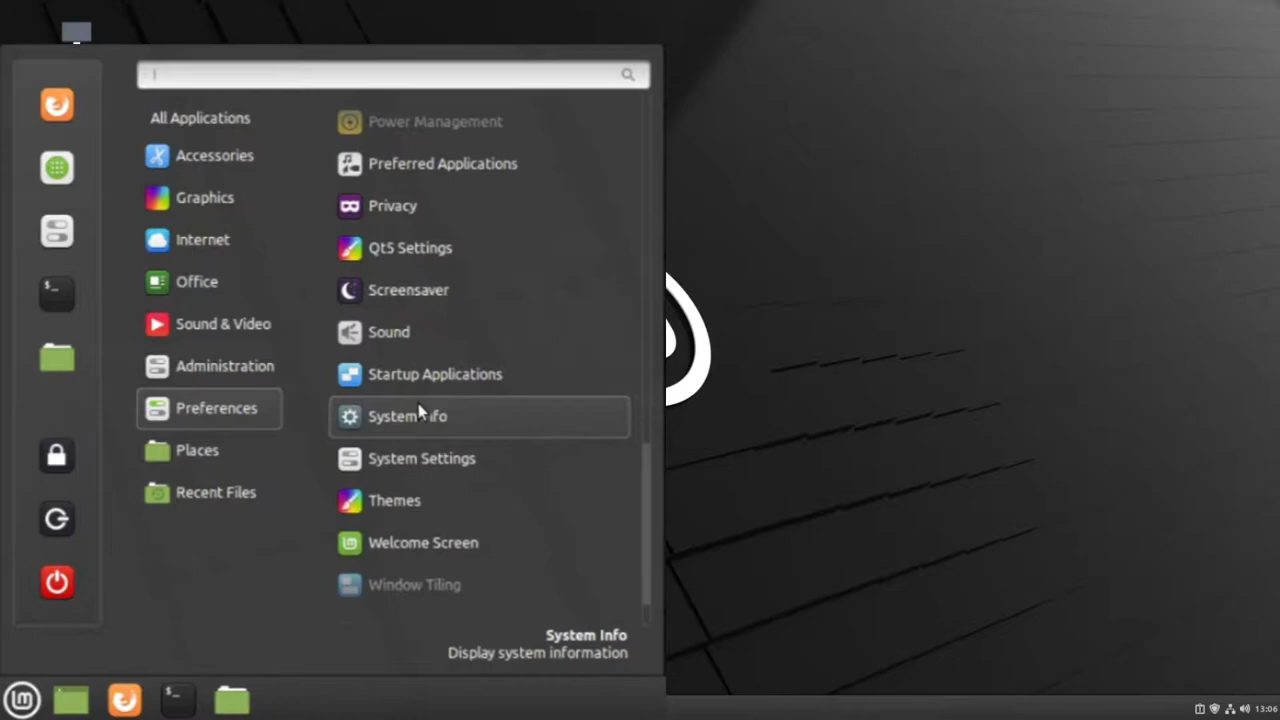 All Applications
Accessories
Graphics
Internet
Office
Sound & Video
Administration
Preferences
Places
Recent Files
Power Management
Preferred Applications
Privacy
Qt5 Settings
Screensaver
Sound
Startup Applications
System Info
System Settings
Themes
Welcome Screen
Window Tiling
System Info
Display system information
13:06